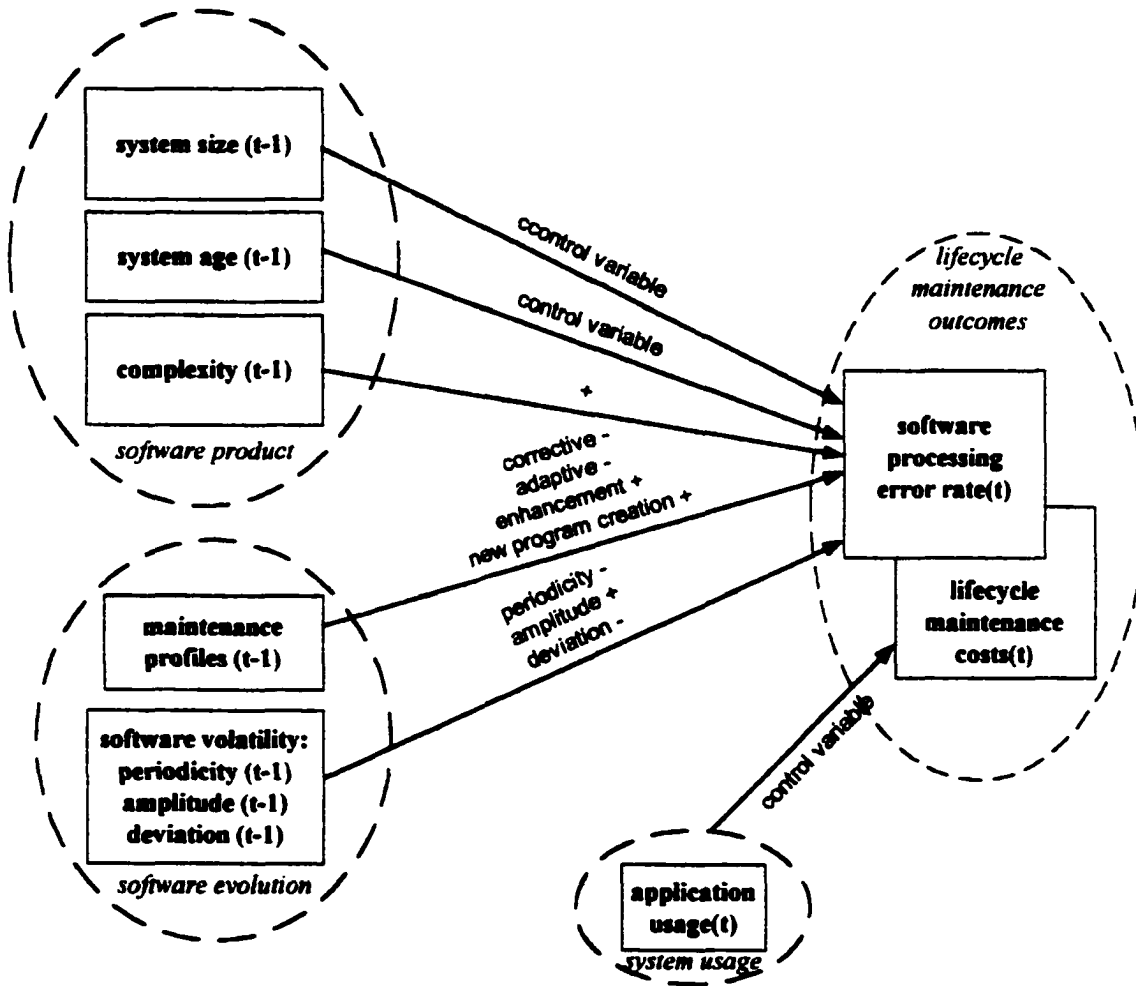 system size (t-1)
system age (t-1)
complexity (t-1)
software product
ccontrol variable
control variable
+
corrective -
adaptive -
enhancement +
new program creation +
periodicity -
amplitude +
deviation -
maintenance
profiles (t-1)
software volatility:
periodicity (t-1)
amplitude (t-1)
deviation (t-1)
software evolution
lifecycle
maintenance
outcomes
software
processing
error rate(t)
lifecycle
maintenance
costs(t)
control variable
application
usage(t)
system usage